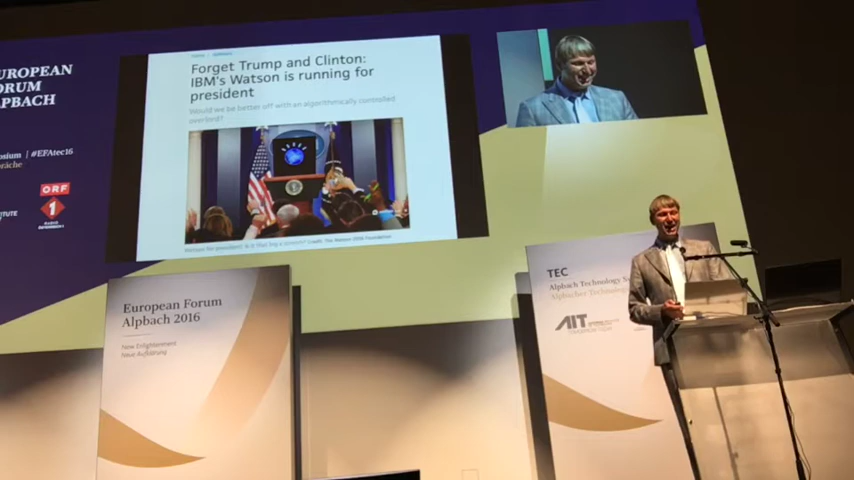 EUROPEAN
FORUM
ALPBACH
#EFAtec16
ORF
1
Forget Trump and Clinton:
IBM's Watson is running for
president
Would we be better off with an algorithmically controlled
overlord?
European Forum
Alpbach 2016
New Enlightenment
Neue Aufklärung
TEC
Alpbach Technology
Alpbacher
AIT